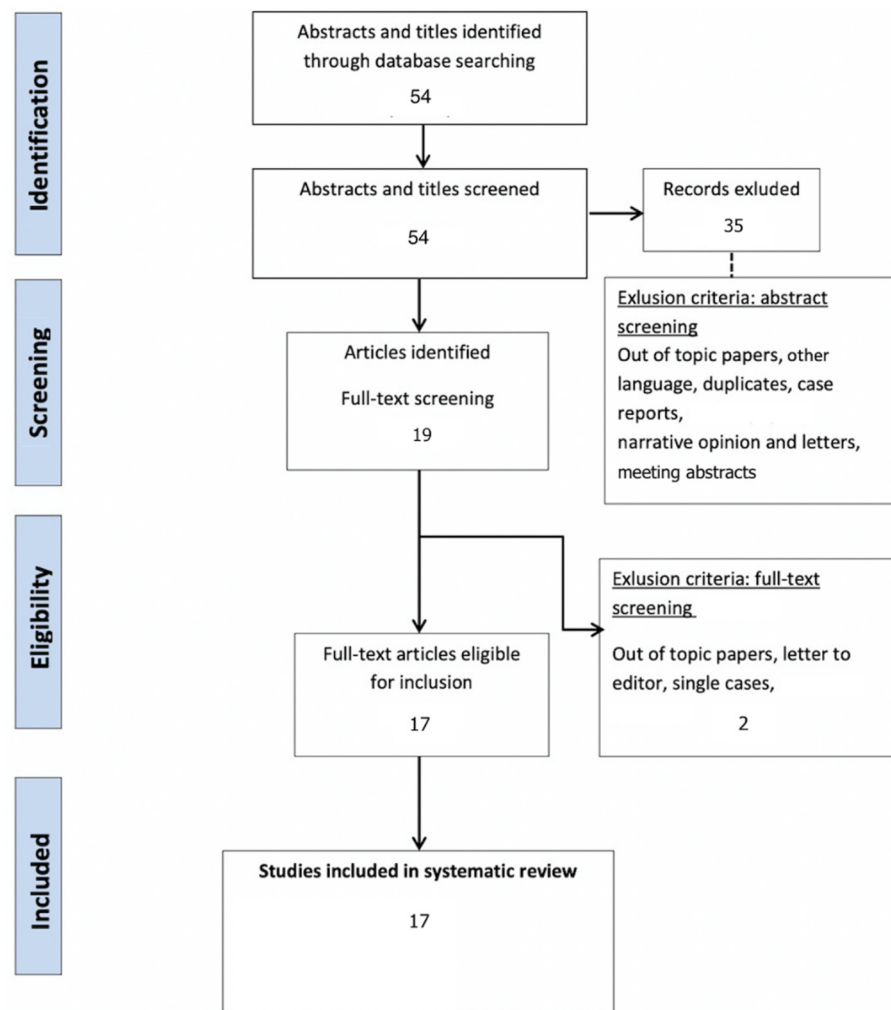 Identification
Abstracts and titles identified
through database searching
54
Abstracts and titles screened
54
Records exluded
35
Exlusion criteria: abstract
screening
Out of topic papers, other
language, duplicates, case
reports,
narrative opinion and letters,
meeting abstracts
Screening
Articles identified
Full-text screening
19
Eligibility
Exlusion criteria: full-text
screening
Out of topic papers, letter to
editor, single cases,
2
Full-text articles eligible
for inclusion
17
Included
Studies included in systematic review
17